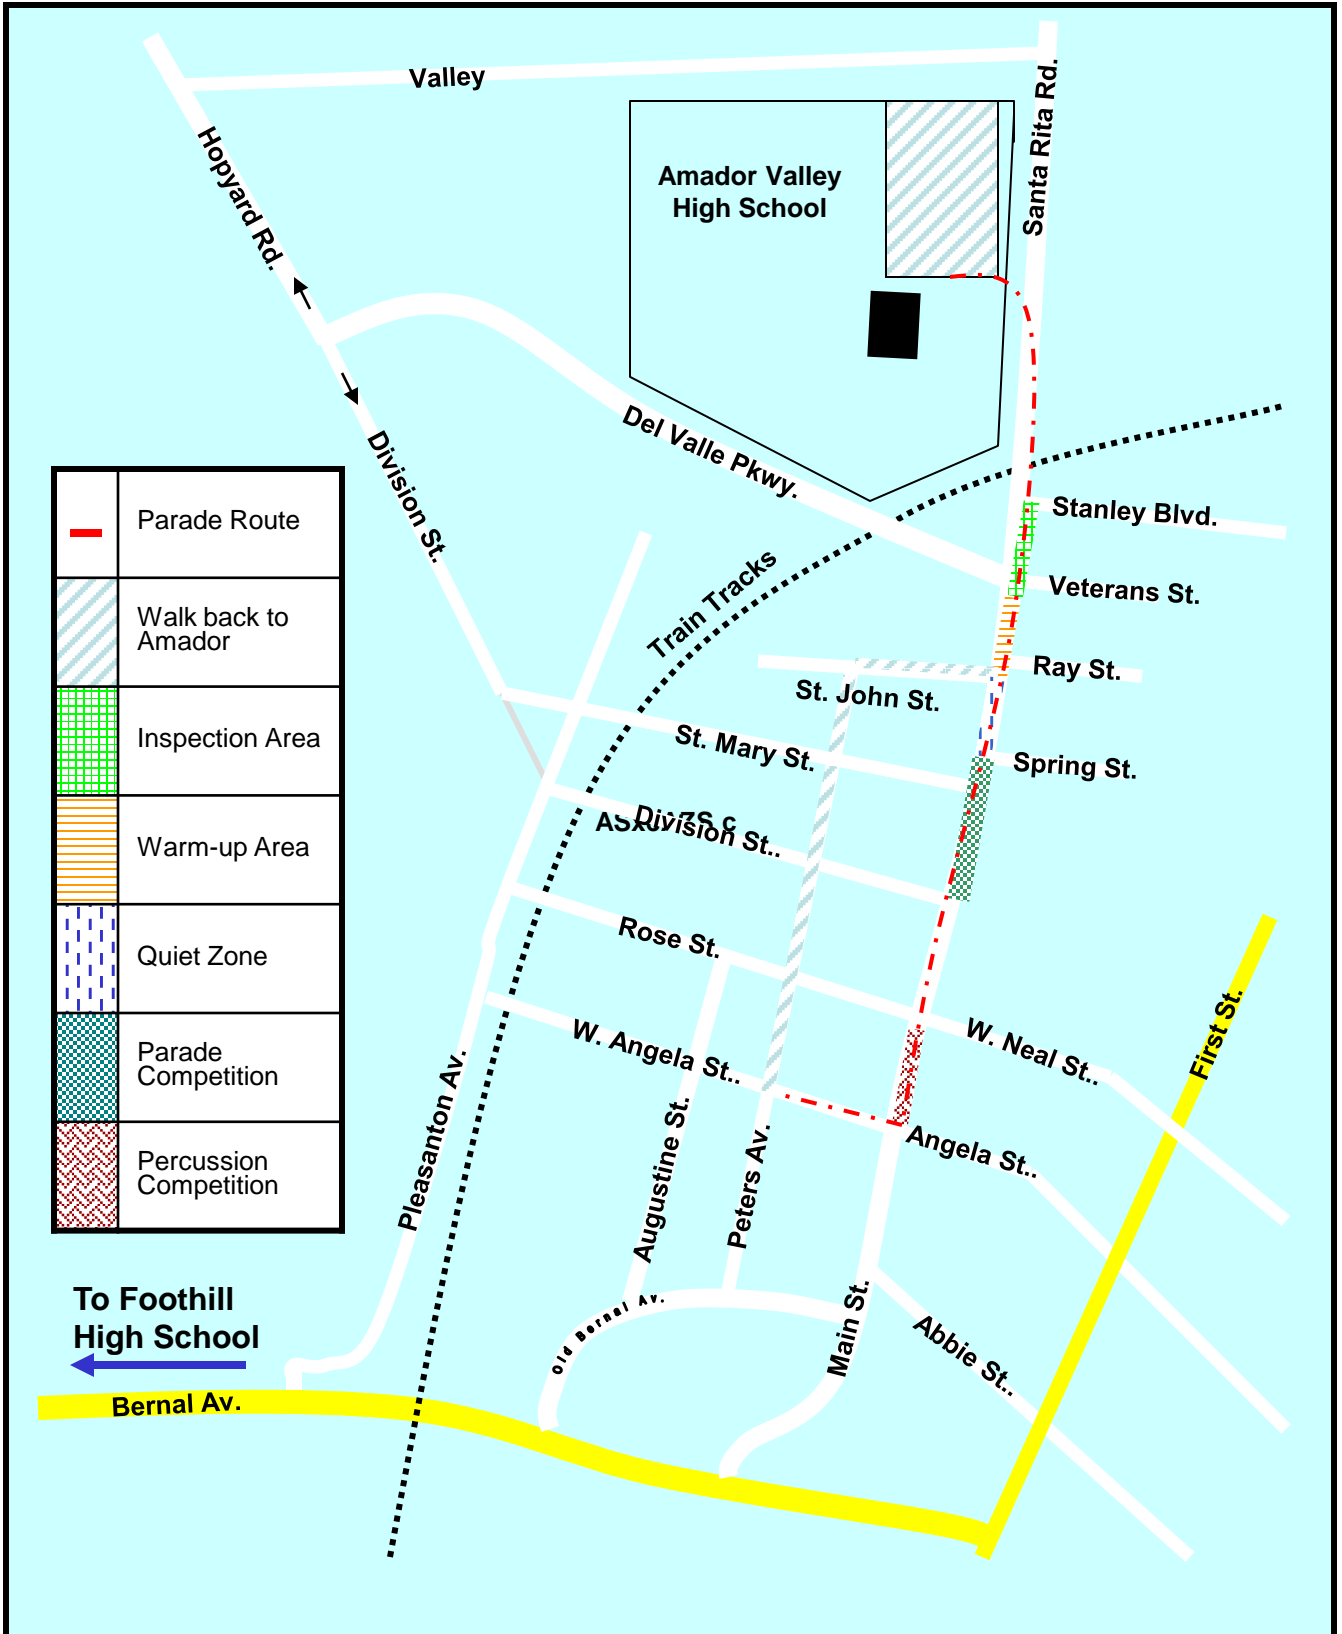 Valley
Hopyard Rd.
Amador Valley
High School
Santa Rita Rd.
Del Valle Pkwy.
Division St.
Stanley Blvd.
Veterans St.
Train Tracks
Ray St.
St. John St.
St. Mary St.
Spring St.
Division St..
Rose St.
W. Angela St..
W. Neal St..
First St.
Pleasanton Av.
Augustine St.
Peters Av.
Angela St..
Old Bernal Av.
Main St.
Abbie St..
Parade Route
Walk back to
Amador
Inspection Area
Warm-up Area
Quiet Zone
Parade
Competition
Percussion
Competition
To Foothill
High School
Bernal Av.